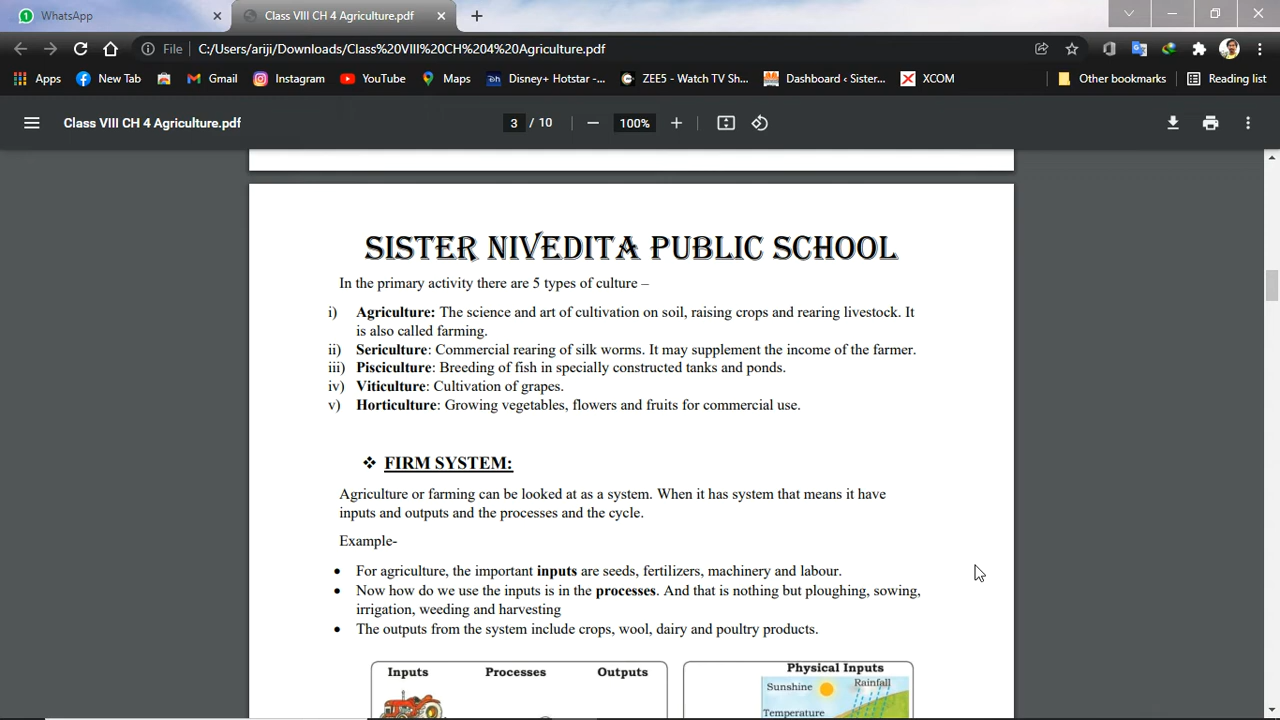 WhatsApp
Class VIII CH 4 Agriculture.pdf
File C:/Users/ariji/Downloads/Class%20VIII%20CH%204%20Agriculture.pdf
Apps New Tab Gmail Instagram YouTube Maps Disney+ Hotstar -... ZEE5 - Watch TV Sh... Dashboard ‹ Sister... XCOM Other bookmarks Reading list
Class VIII CH 4 Agriculture.pdf 3 / 10 100%
SISTER NIVEDITA PUBLIC SCHOOL
In the primary activity there are 5 types of culture –
i) Agriculture: The science and art of cultivation on soil, raising crops and rearing livestock. It
is also called farming.
ii) Sericulture: Commercial rearing of silk worms. It may supplement the income of the farmer.
iii) Pisciculture: Breeding of fish in specially constructed tanks and ponds.
iv) Viticulture: Cultivation of grapes.
v) Horticulture: Growing vegetables, flowers and fruits for commercial use.
❖ FIRM SYSTEM:
Agriculture or farming can be looked at as a system. When it has system that means it have
inputs and outputs and the processes and the cycle.
Example-
• For agriculture, the important inputs are seeds, fertilizers, machinery and labour.
• Now how do we use the inputs is in the processes. And that is nothing but ploughing, sowing,
irrigation, weeding and harvesting
• The outputs from the system include crops, wool, dairy and poultry products.
Inputs Processes Outputs
Physical Inputs
Sunshine Rainfall
Temperature